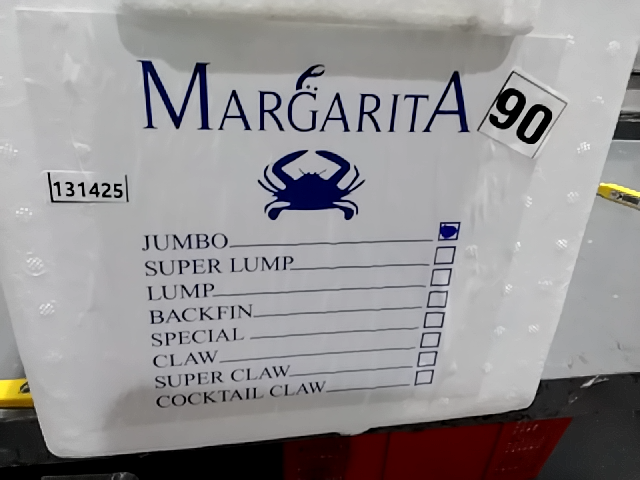 MARGARITA
90
131425
JUMBO
SUPER LUMP
LUMP
BACKFIN
SPECIAL
CLAW
SUPER CLAW
COCKTAIL CLAW